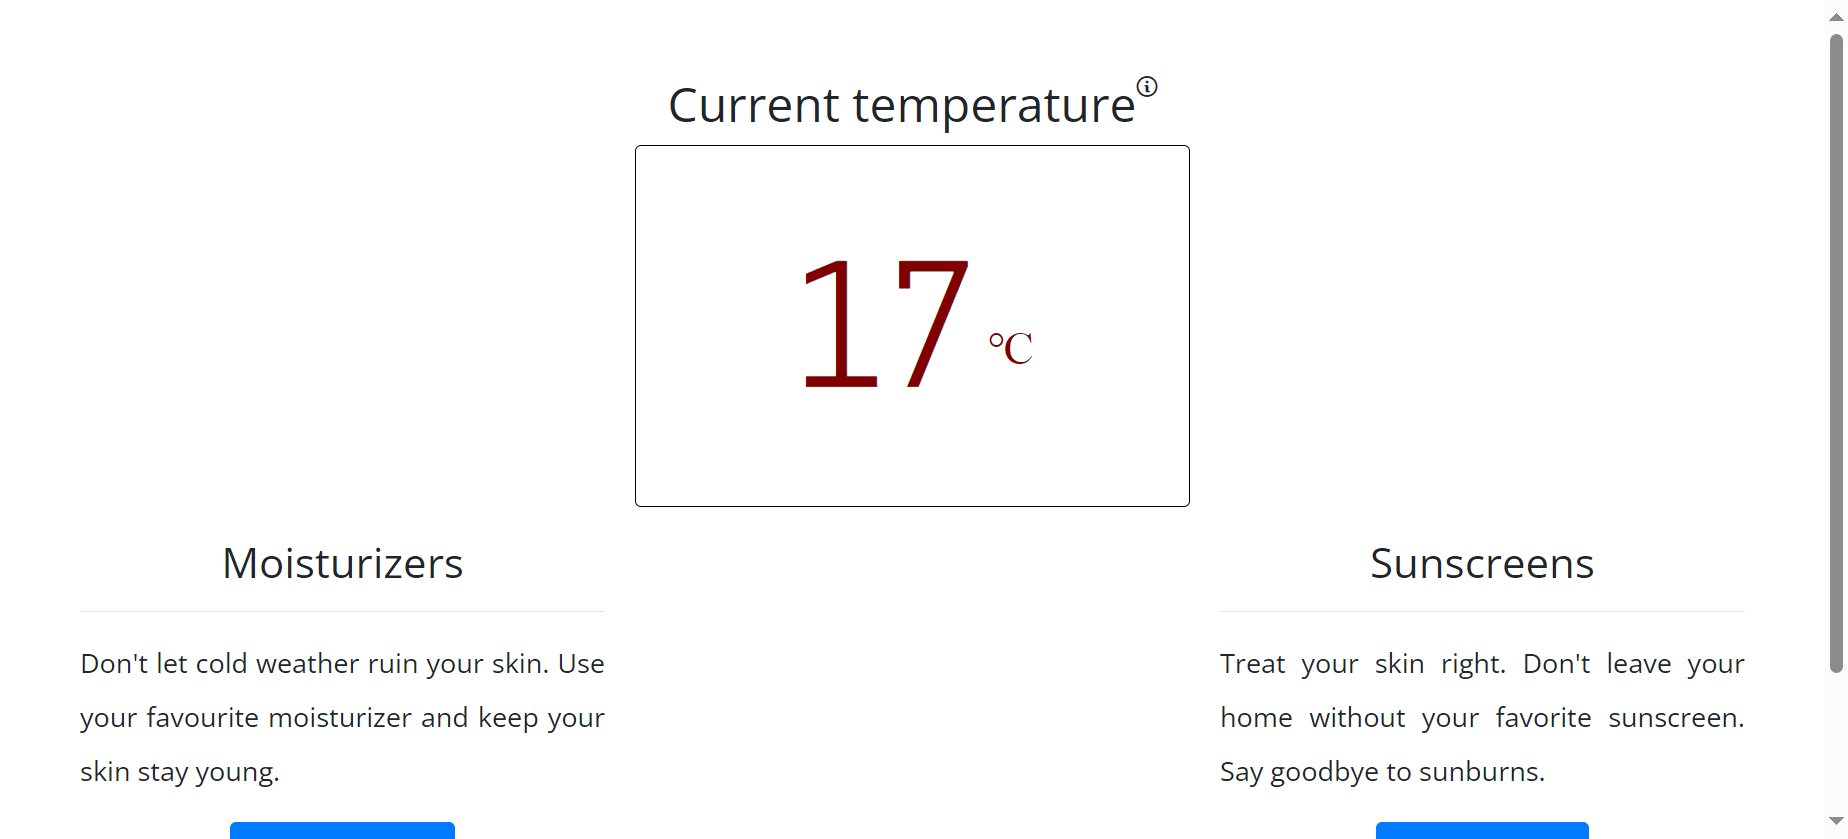 Current temperature
17 ℃
Moisturizers
Don't let cold weather ruin your skin. Use
your favourite moisturizer and keep your
skin stay young.
Sunscreens
Treat your skin right. Don't leave your
home without your favorite sunscreen.
Say goodbye to sunburns.